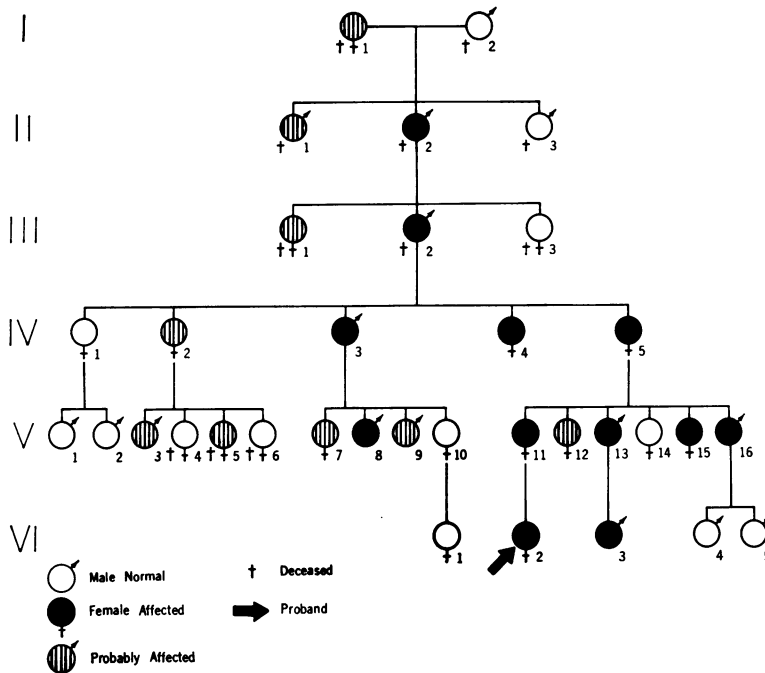 I
† 1 † 2
II
† 1 † 2 † 3
III
† 1 † 2 † 3
IV
1 2 3 4 5
V
1 2 3 † 4 † 5 † 6 7 8 9 10 11 12 13 14 15 16
VI
1 2 3 4
Male Normal † Deceased
Female Affected Proband
Probably Affected